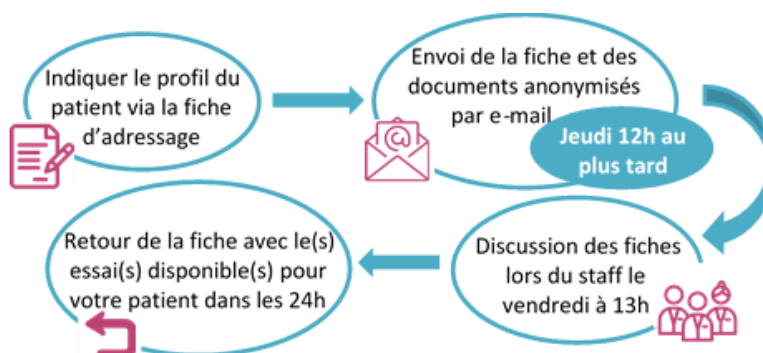 Indiquer le profil du
patient via la fiche
d'adressage
Envoi de la fiche et des
documents anonymisés
par e-mail
Jeudi 12h au
plus tard
Discussion des fiches
lors du staff le
vendredi à 13h
Retour de la fiche avec le(s)
essai(s) disponible(s) pour
votre patient dans les 24h